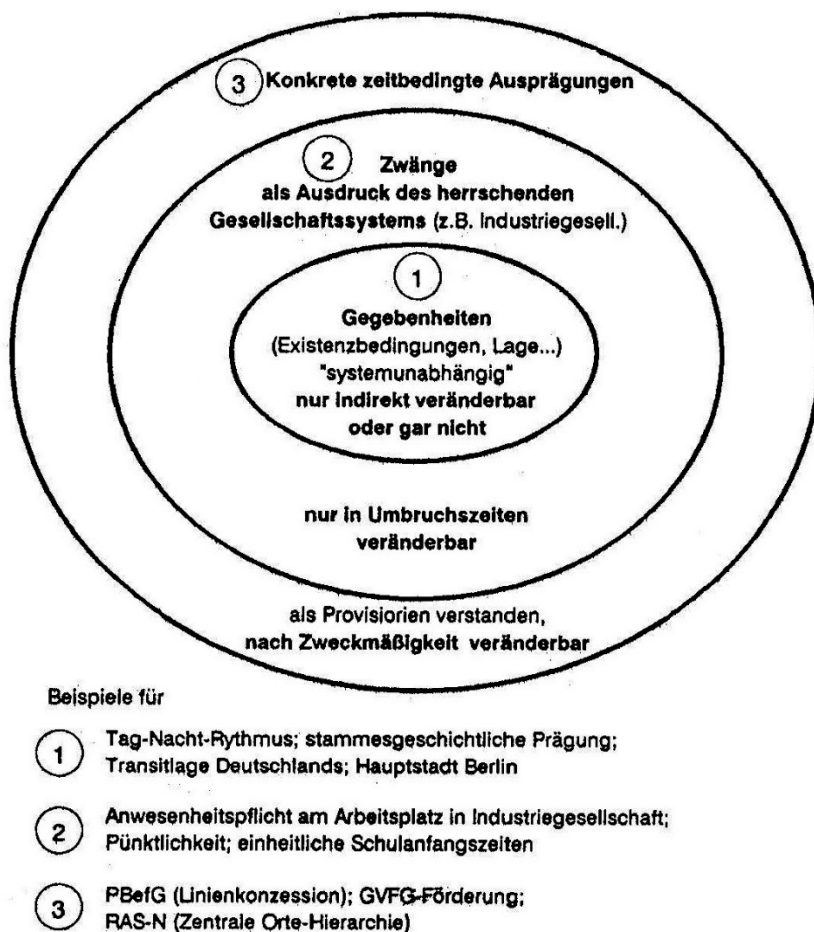 3 Konkrete zeitbedingte Ausprägungen
2 Zwänge
als Ausdruck des herrschenden
Gesellschaftssystems (z.B. Industriegesell.)
1
Gegebenheiten
(Existenzbedingungen, Lage...)
"systemunabhängig"
nur indirekt veränderbar
oder gar nicht
nur in Umbruchszeiten
veränderbar
als Provisiorien verstanden,
nach Zweckmäßigkeit veränderbar
Beispiele für
1 Tag-Nacht-Rythmus; stammesgeschichtliche Prägung;
Transitlage Deutschlands; Hauptstadt Berlin
2 Anwesenheitspflicht am Arbeitsplatz in Industriegesellschaft;
Pünktlichkeit; einheitliche Schulanfangszeiten
3 PBefG (Linienkonzession); GVFG-Förderung;
RAS-N (Zentrale Orte-Hierarchie)